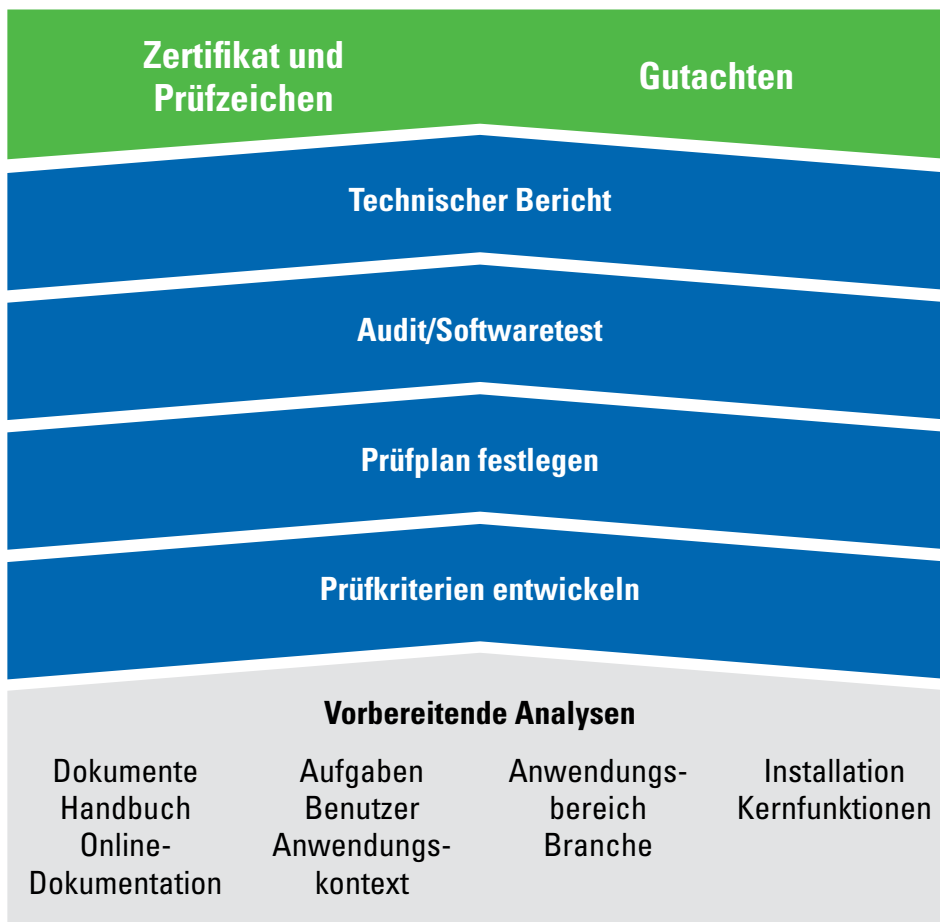 Zertifikat und
Prüfzeichen
Gutachten
Technischer Bericht
Audit/Softwaretest
Prüfplan festlegen
Prüfkriterien entwickeln
Vorbereitende Analysen
Dokumente
Handbuch
Online-
Dokumentation
Aufgaben
Benutzer
Anwendungs-
kontext
Anwendungs-
bereich
Branche
Installation
Kernfunktionen